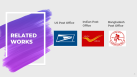 RELATED
WORKS
US Post Office
Indian Post
Office
Bangladesh
Post Office